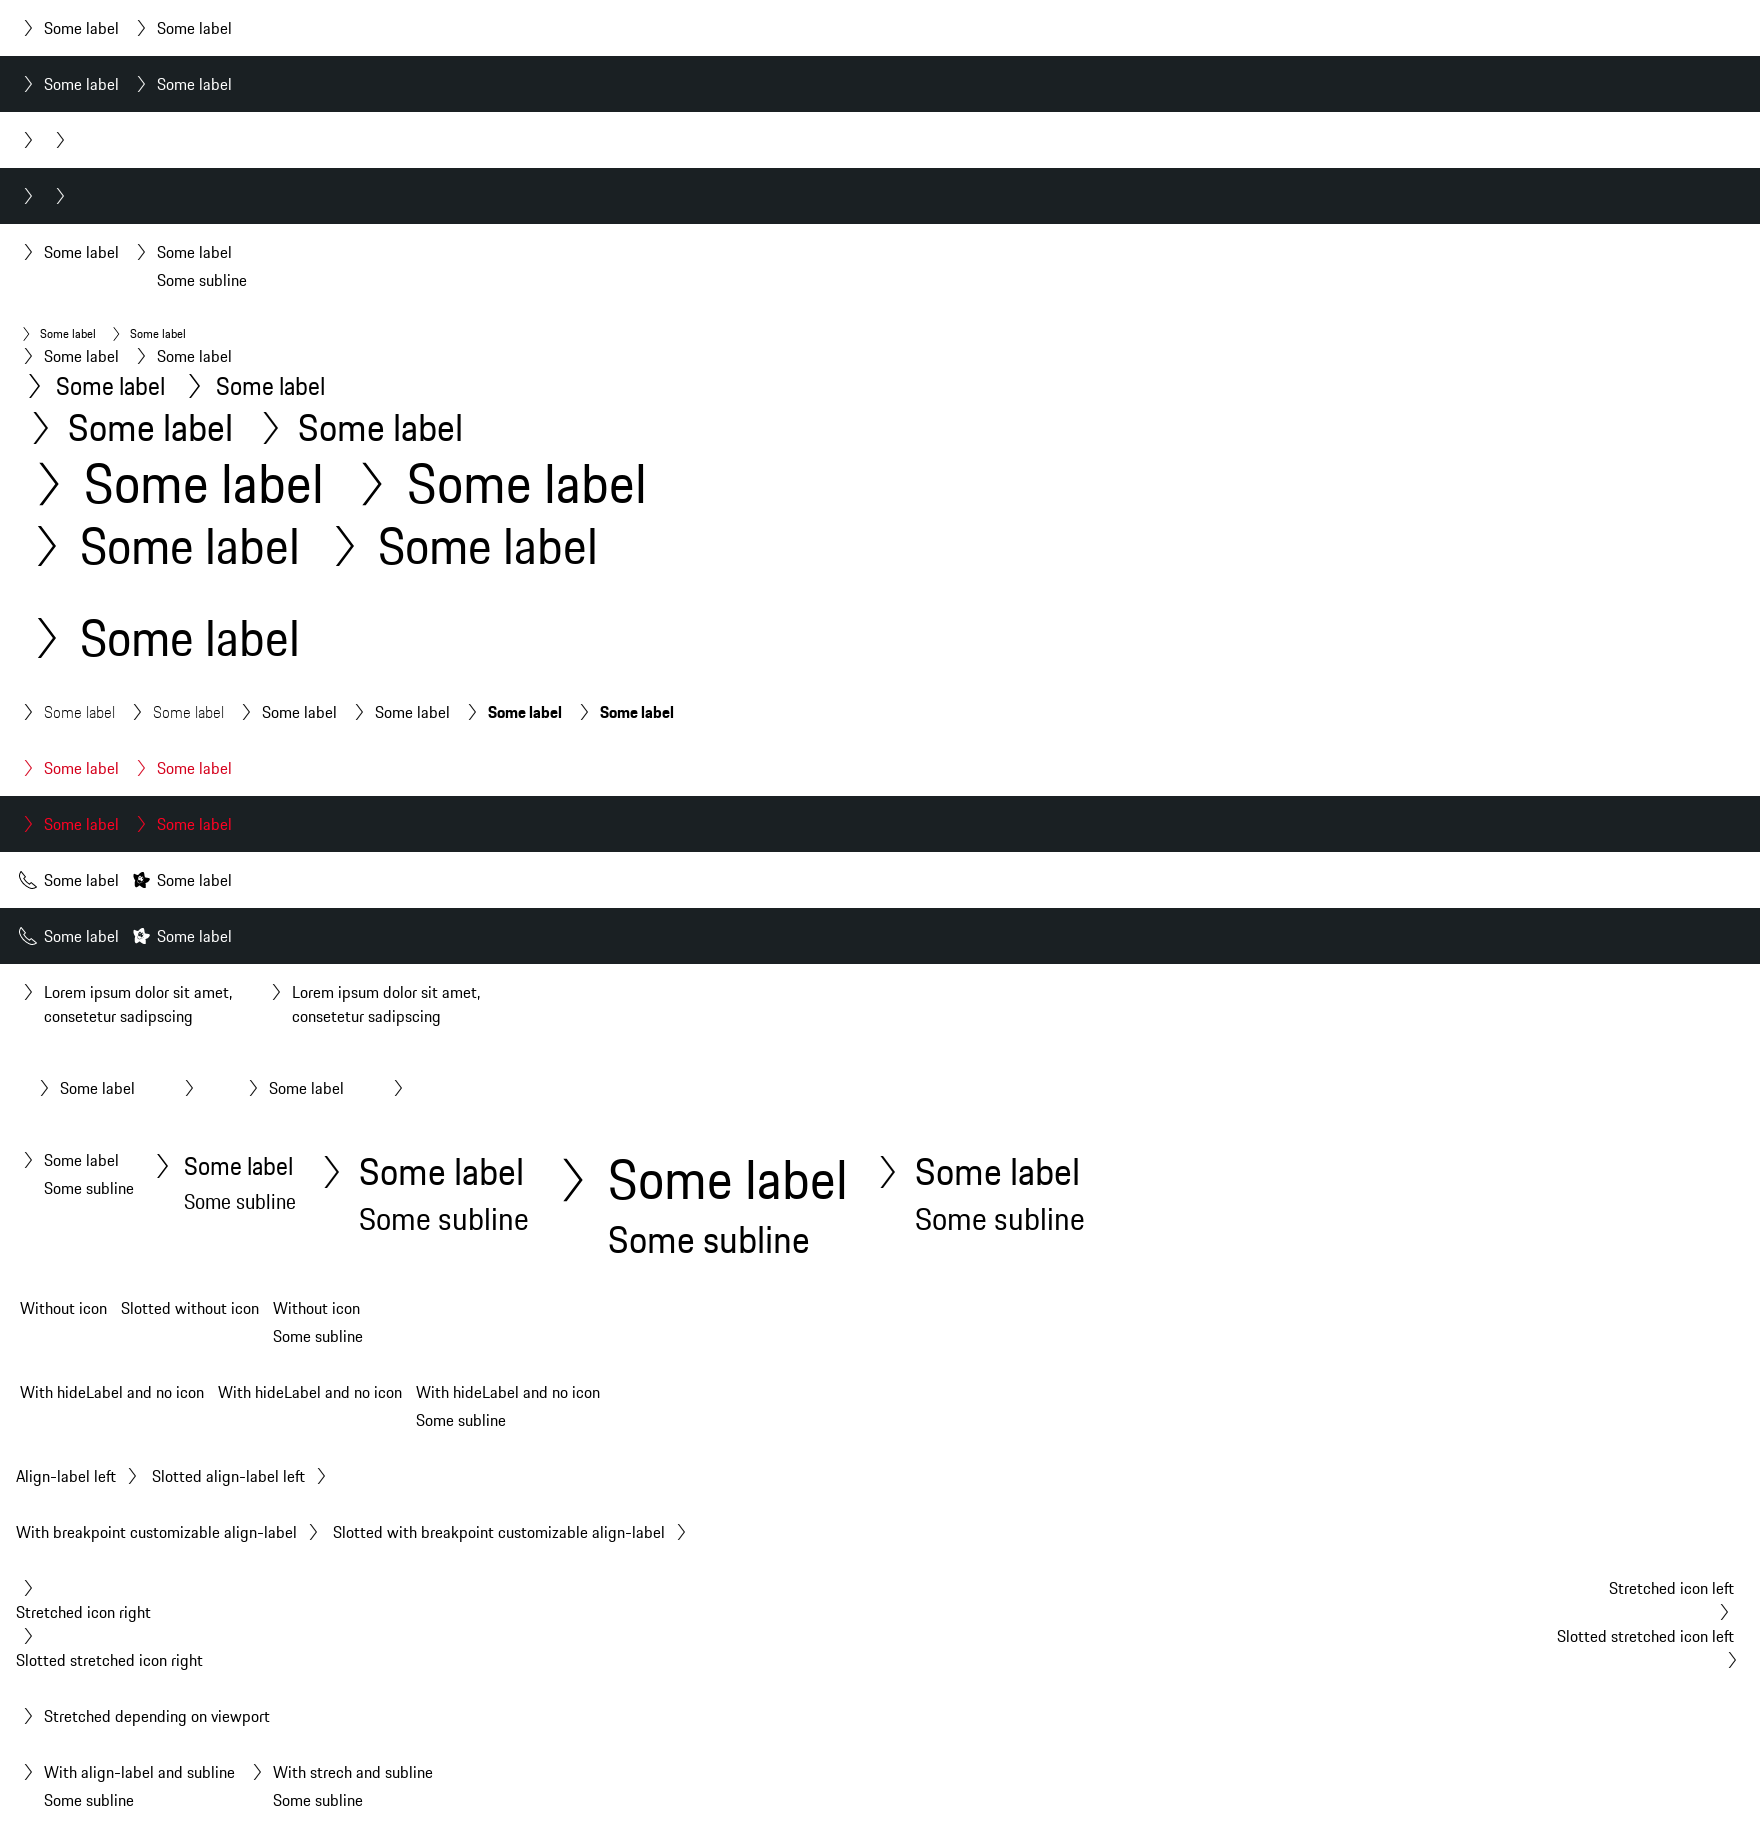 Some label Some label
Some label Some label
Some label Some label
Some subline
Some label Some label
Some label Some label
Some label Some label
Some label Some label
Some label Some label
Some label Some label
Some label
Some label Some label Some label Some label Some label Some label
Some label Some label
Some label Some label
Some label Some label
Some label Some label
Lorem ipsum dolor sit amet, Lorem ipsum dolor sit amet,
consetetur sadipscing consetetur sadipscing
Some label Some label
Some label Some label Some label Some label Some label
Some subline Some subline Some subline Some subline Some subline
Without icon Slotted without icon Without icon
Some subline
With hideLabel and no icon With hideLabel and no icon With hideLabel and no icon
Some subline
Align-label left Slotted align-label left
With breakpoint customizable align-label Slotted with breakpoint customizable align-label
Stretched icon left
Stretched icon right
Slotted stretched icon left
Slotted stretched icon right
Stretched depending on viewport
With align-label and subline With strech and subline
Some subline Some subline